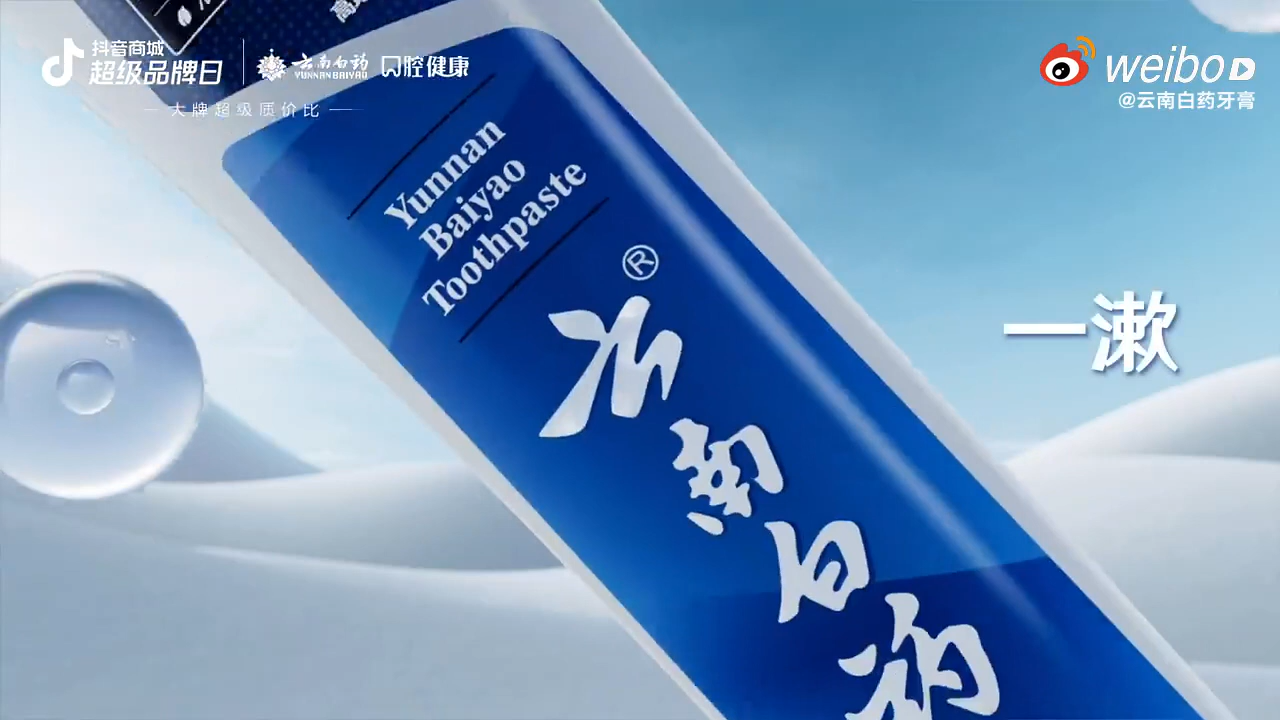 抖音商城
超级品牌日
云南白药
YUNNAN BAIYAO
口腔健康
大牌超级质价比
weibo
@云南白药牙膏
Yunnan
Baiyao
Toothpaste
®
云南白药
一漱